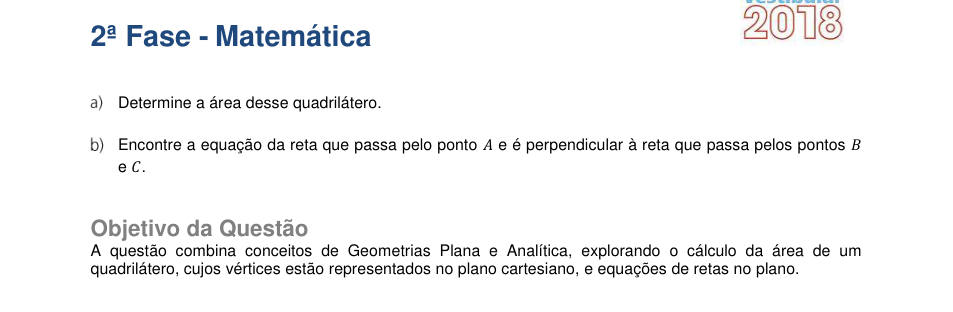 vestibular
2018
2ª Fase - Matemática
a) Determine a área desse quadrilátero.
b) Encontre a equação da reta que passa pelo ponto A e é perpendicular à reta que passa pelos pontos B
e C.
Objetivo da Questão
A questão combina conceitos de Geometrias Plana e Analítica, explorando o cálculo da área de um
quadrilátero, cujos vértices estão representados no plano cartesiano, e equações de retas no plano.